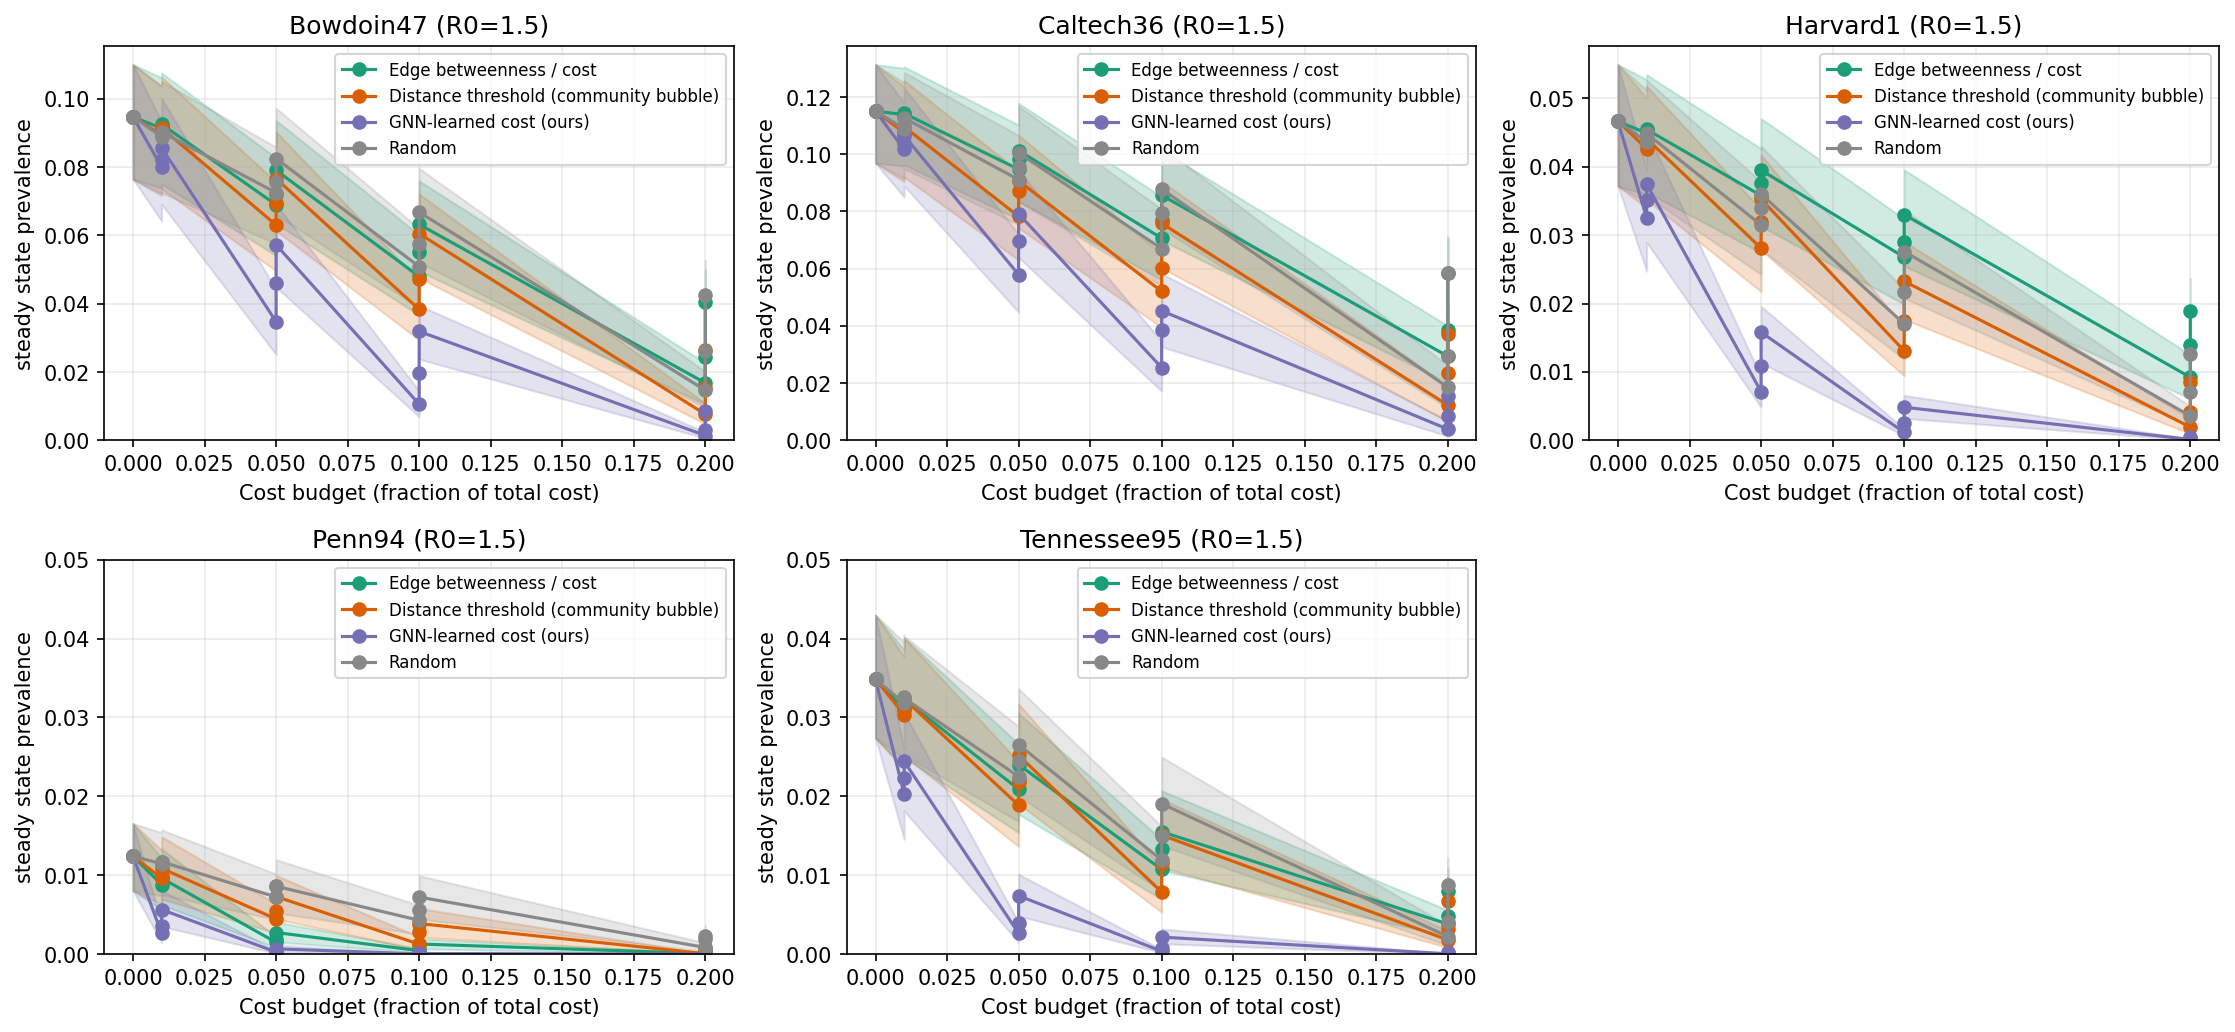 Bowdoin47 (R0=1.5)
steady state prevalence
0.10
0.08
0.06
0.04
0.02
0.00
Edge betweenness / cost
Distance threshold (community bubble)
GNN-learned cost (ours)
Random
0.000 0.025 0.050 0.075 0.100 0.125 0.150 0.175 0.200
Cost budget (fraction of total cost)
Caltech36 (R0=1.5)
steady state prevalence
0.12
0.10
0.08
0.06
0.04
0.02
0.00
Edge betweenness / cost
Distance threshold (community bubble)
GNN-learned cost (ours)
Random
0.000 0.025 0.050 0.075 0.100 0.125 0.150 0.175 0.200
Cost budget (fraction of total cost)
Harvard1 (R0=1.5)
steady state prevalence
0.05
0.04
0.03
0.02
0.01
0.00
Edge betweenness / cost
Distance threshold (community bubble)
GNN-learned cost (ours)
Random
0.000 0.025 0.050 0.075 0.100 0.125 0.150 0.175 0.200
Cost budget (fraction of total cost)
Penn94 (R0=1.5)
steady state prevalence
0.05
0.04
0.03
0.02
0.01
0.00
Edge betweenness / cost
Distance threshold (community bubble)
GNN-learned cost (ours)
Random
0.000 0.025 0.050 0.075 0.100 0.125 0.150 0.175 0.200
Cost budget (fraction of total cost)
Tennessee95 (R0=1.5)
steady state prevalence
0.05
0.04
0.03
0.02
0.01
0.00
Edge betweenness / cost
Distance threshold (community bubble)
GNN-learned cost (ours)
Random
0.000 0.025 0.050 0.075 0.100 0.125 0.150 0.175 0.200
Cost budget (fraction of total cost)